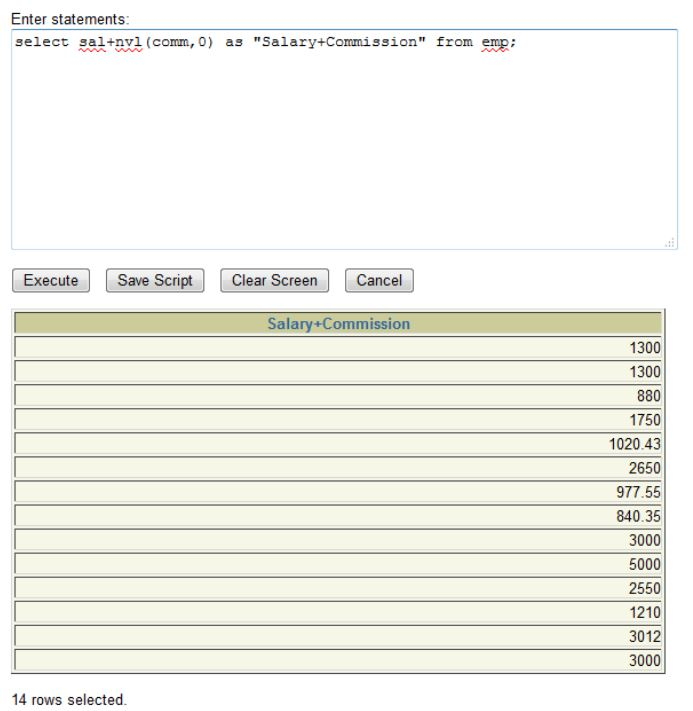 Enter statements:
select sal+nvl(comm,0) as "Salary+Commission" from emp;
Execute Save Script Clear Screen Cancel
Salary+Commission
1300
1300
880
1750
1020.43
2650
977.55
840.35
3000
5000
2550
1210
3012
3000
14 rows selected.